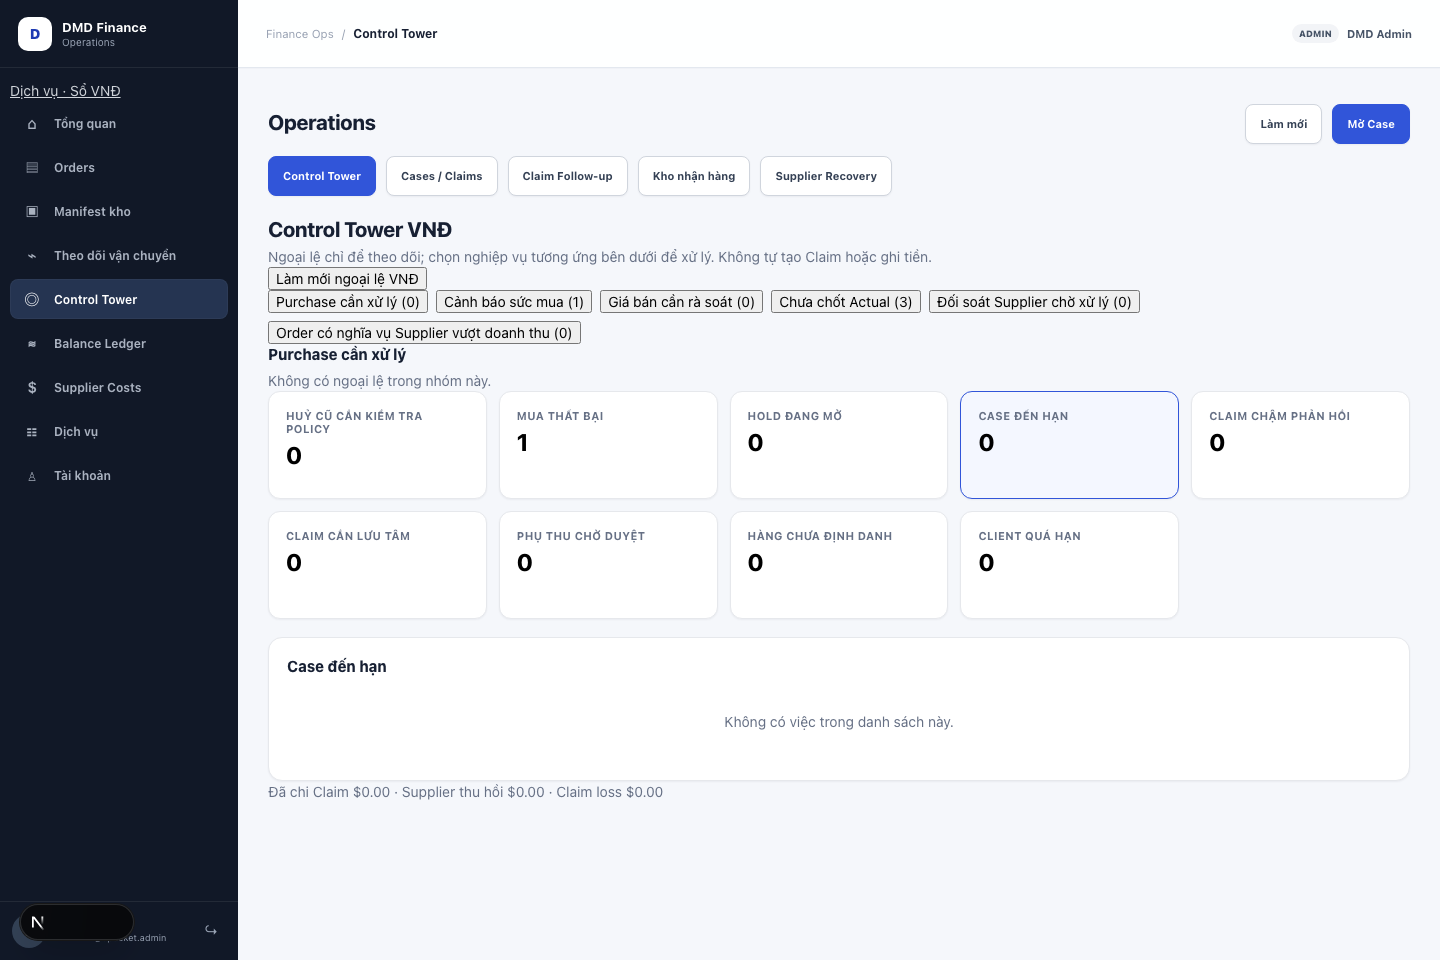 D
DMD Finance
Operations
Finance Ops / Control Tower
ADMIN DMD Admin
Dịch vụ · Sổ VNĐ
Tổng quan
Orders
Manifest kho
Theo dõi vận chuyển
Control Tower
Balance Ledger
$ Supplier Costs
Dịch vụ
Tài khoản
N
Operations
Làm mới
Mở Case
Control Tower
Cases / Claims
Claim Follow-up
Kho nhận hàng
Supplier Recovery
Control Tower VNĐ
Ngoại lệ chỉ để theo dõi; chọn nghiệp vụ tương ứng bên dưới để xử lý. Không tự tạo Claim hoặc ghi tiền.
Làm mới ngoại lệ VNĐ
Purchase cần xử lý (0) Cảnh báo sức mua (1) Giá bán cần rà soát (0) Chưa chốt Actual (3) Đối soát Supplier chờ xử lý (0)
Order có nghĩa vụ Supplier vượt doanh thu (0)
Purchase cần xử lý
Không có ngoại lệ trong nhóm này.
HUỶ CŨ CẦN KIỂM TRA
POLICY
0
MUA THẤT BẠI
1
HOLD ĐANG MỞ
0
CASE ĐẾN HẠN
0
CLAIM CHẬM PHẢN HỒI
0
CLAIM CẦN LƯU TÂM
0
PHỤ THU CHỜ DUYỆT
0
HÀNG CHƯA ĐỊNH DANH
0
CLIENT QUÁ HẠN
0
Case đến hạn
Không có việc trong danh sách này.
Đã chi Claim $0.00 · Supplier thu hồi $0.00 · Claim loss $0.00